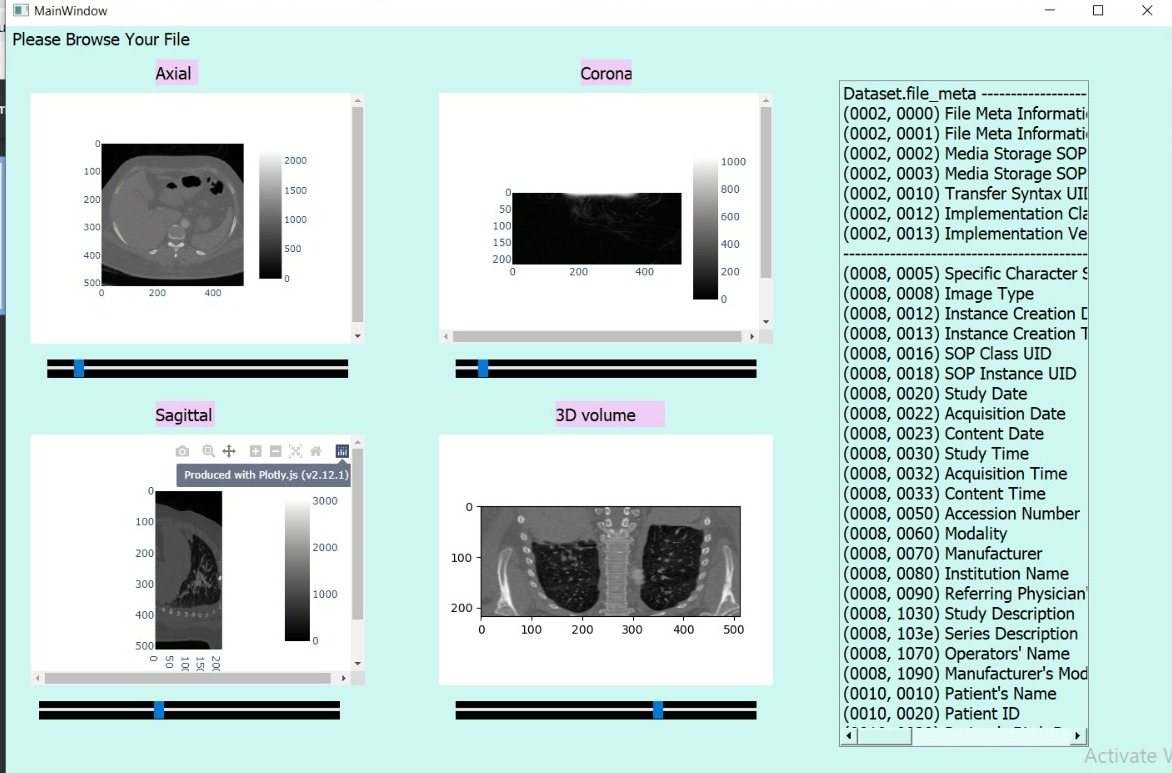 MainWindow
Please Browse Your File
Axial
0
100
200
300
400
500
0
200
400
2000
1500
1000
500
0
Corona
0
50
100
150
200
0
200
400
1000
800
600
400
200
0
Sagittal
Produced with Plotly.js (v2.12.1)
0
100
200
300
400
500
0
50
3000
2000
1000
0
3D volume
0
100
200
0
100
200
300
400
500
Dataset.file_meta ------------------
(0002, 0000) File Meta Informati
(0002, 0001) File Meta Informati
(0002, 0002) Media Storage SOP
(0002, 0003) Media Storage SOP
(0002, 0010) Transfer Syntax UI
(0002, 0012) Implementation Cla
(0002, 0013) Implementation Ve
------------------------------------------
(0008, 0005) Specific Character
(0008, 0008) Image Type
(0008, 0012) Instance Creation
(0008, 0013) Instance Creation
(0008, 0016) SOP Class UID
(0008, 0018) SOP Instance UID
(0008, 0020) Study Date
(0008, 0022) Acquisition Date
(0008, 0023) Content Date
(0008, 0030) Study Time
(0008, 0032) Acquisition Time
(0008, 0033) Content Time
(0008, 0050) Accession Number
(0008, 0060) Modality
(0008, 0070) Manufacturer
(0008, 0080) Institution Name
(0008, 0090) Referring Physician'
(0008, 1030) Study Description
(0008, 103e) Series Description
(0008, 1070) Operators' Name
(0008, 1090) Manufacturer's Mod
(0010, 0010) Patient's Name
(0010, 0020) Patient ID
Activate W